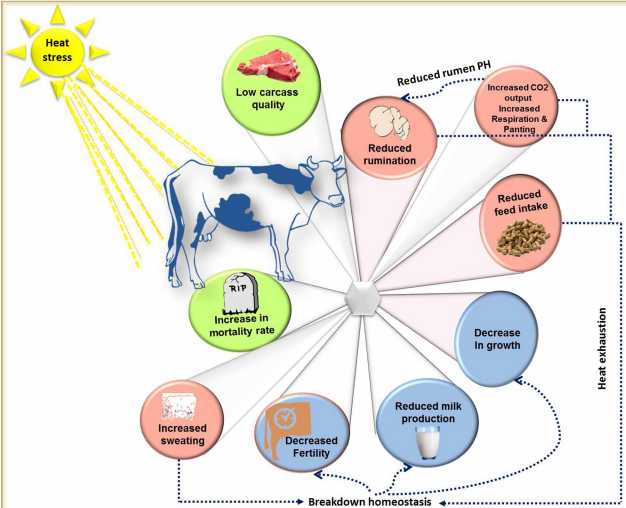 Heat
stress
Low carcass
quality
Reduced rumen PH
Increased CO2
output
Increased
Respiration &
Panting
Reduced
rumination
Reduced
feed intake
RIP
Increase in
mortality rate
Decrease
In growth
Heat exhaustion
Reduced milk
production
Increased
sweating
Decreased
Fertility
Breakdown homeostasis